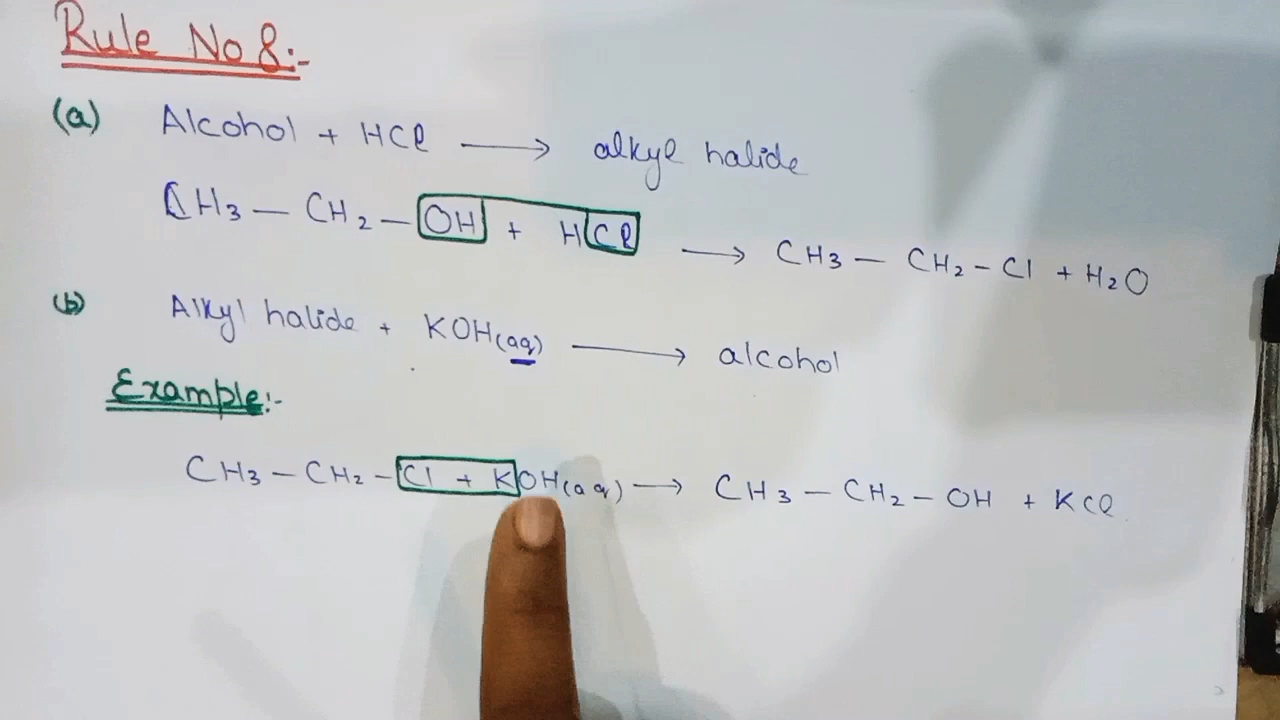 Rule No 8:-
(a) Alcohol + HCl ⟶ alkyl halide
CH3 — CH2 — OH + HCl ⟶ CH3 — CH2 – Cl + H2O
(b) Alkyl halide + KOH(aq) ⟶ alcohol
Example:-
CH3 — CH2 – Cl + KOH(aq) ⟶ CH3 — CH2 – OH + KCl